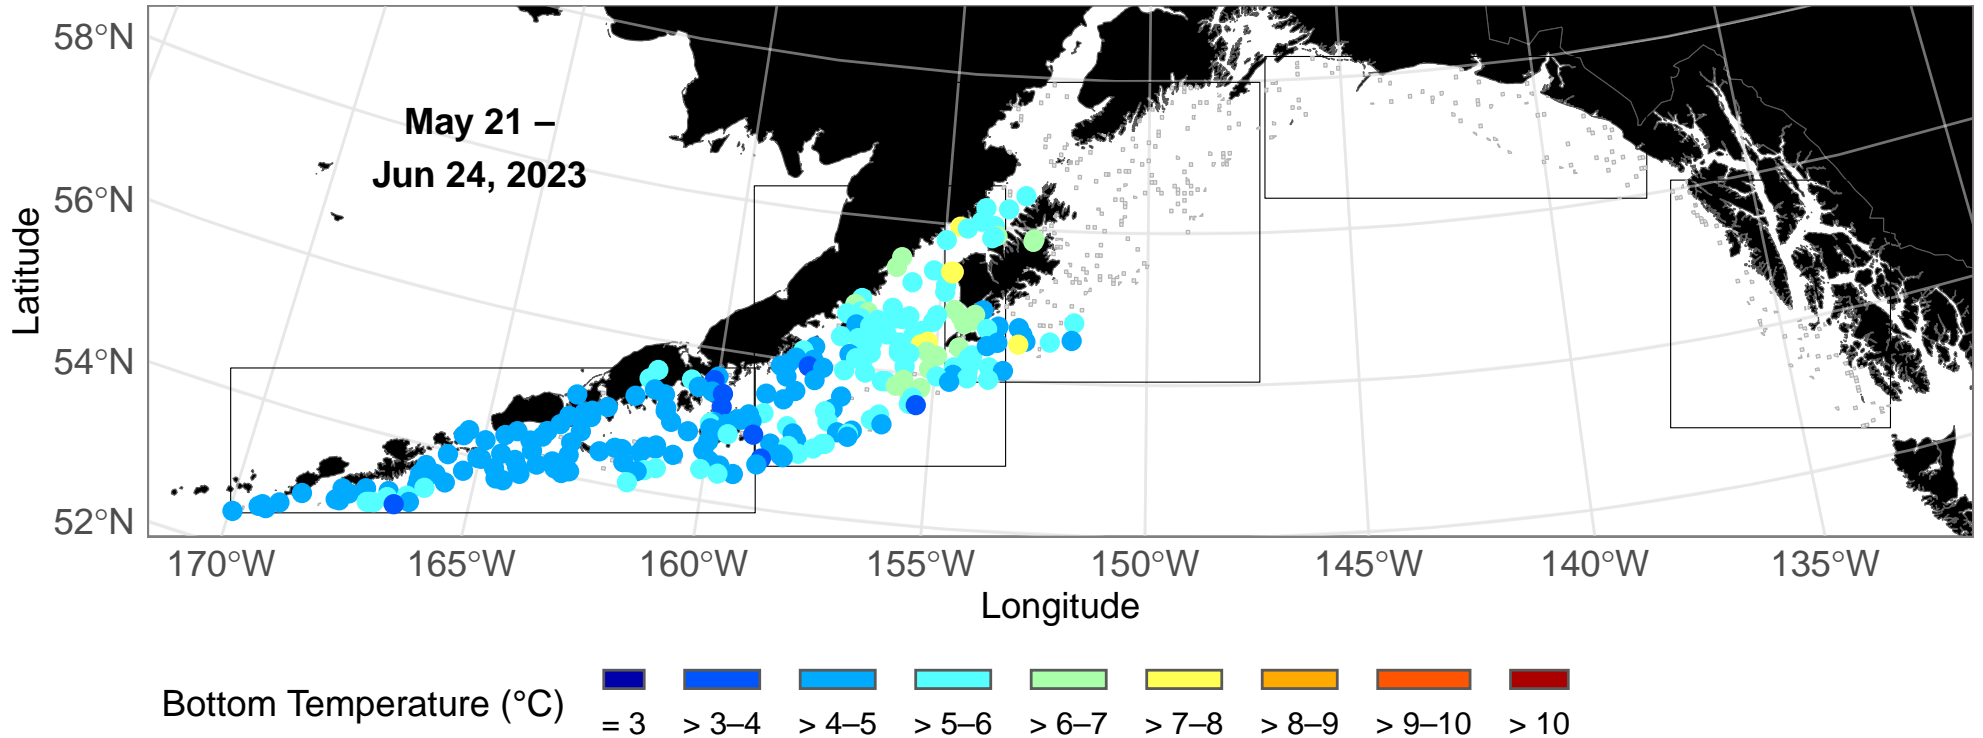 58°N
56°N
54°N
52°N
Latitude
May 21 –
Jun 24, 2023
170°W 165°W 160°W 155°W 150°W 145°W 140°W 135°W
Longitude
Bottom Temperature (°C)
= 3 > 3–4 > 4–5 > 5–6 > 6–7 > 7–8 > 8–9 > 9–10 > 10